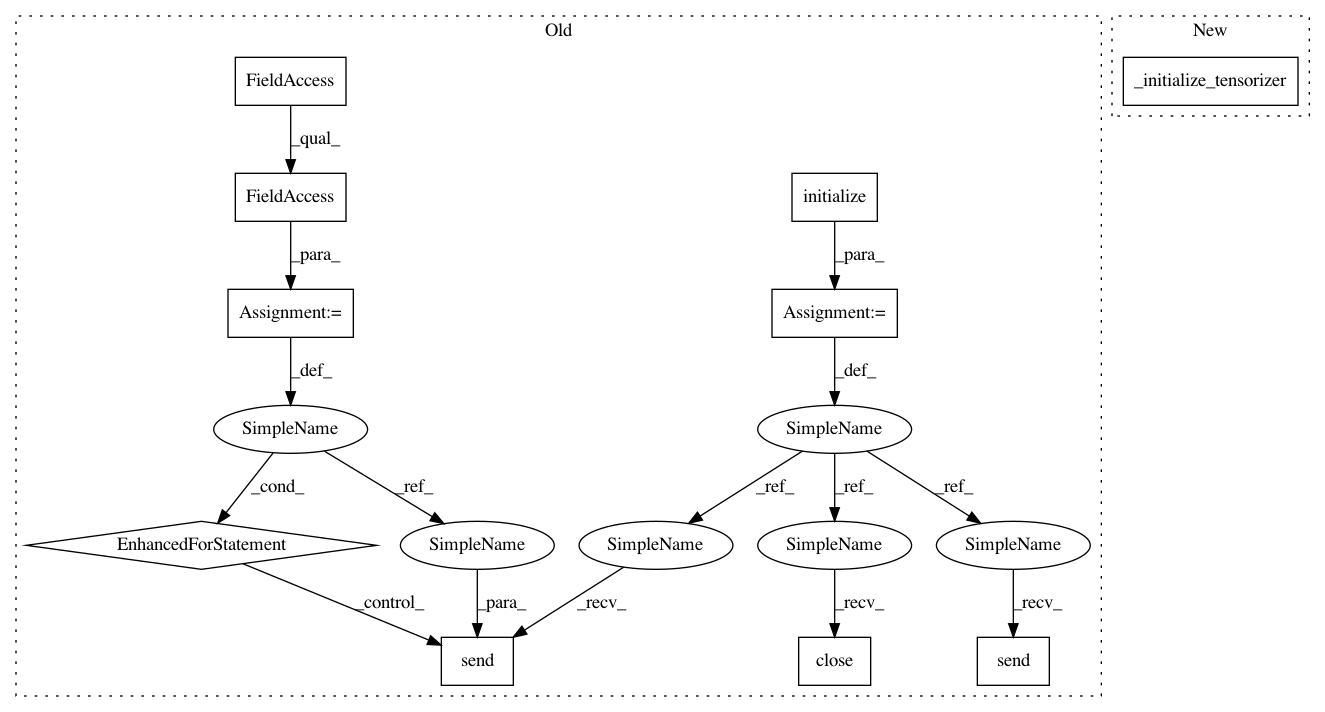 Old
New
FieldAccess
_initialize_tensorizer
_qual_
FieldAccess
initialize
_para_
_para_
Assignment:=
Assignment:=
_def_
_def_
SimpleName
SimpleName
_cond_
_ref_
_ref_
_ref_
_ref_
EnhancedForStatement
SimpleName
SimpleName
SimpleName
SimpleName
_control_
_para_
_recv_
_recv_
_recv_
send
close
send